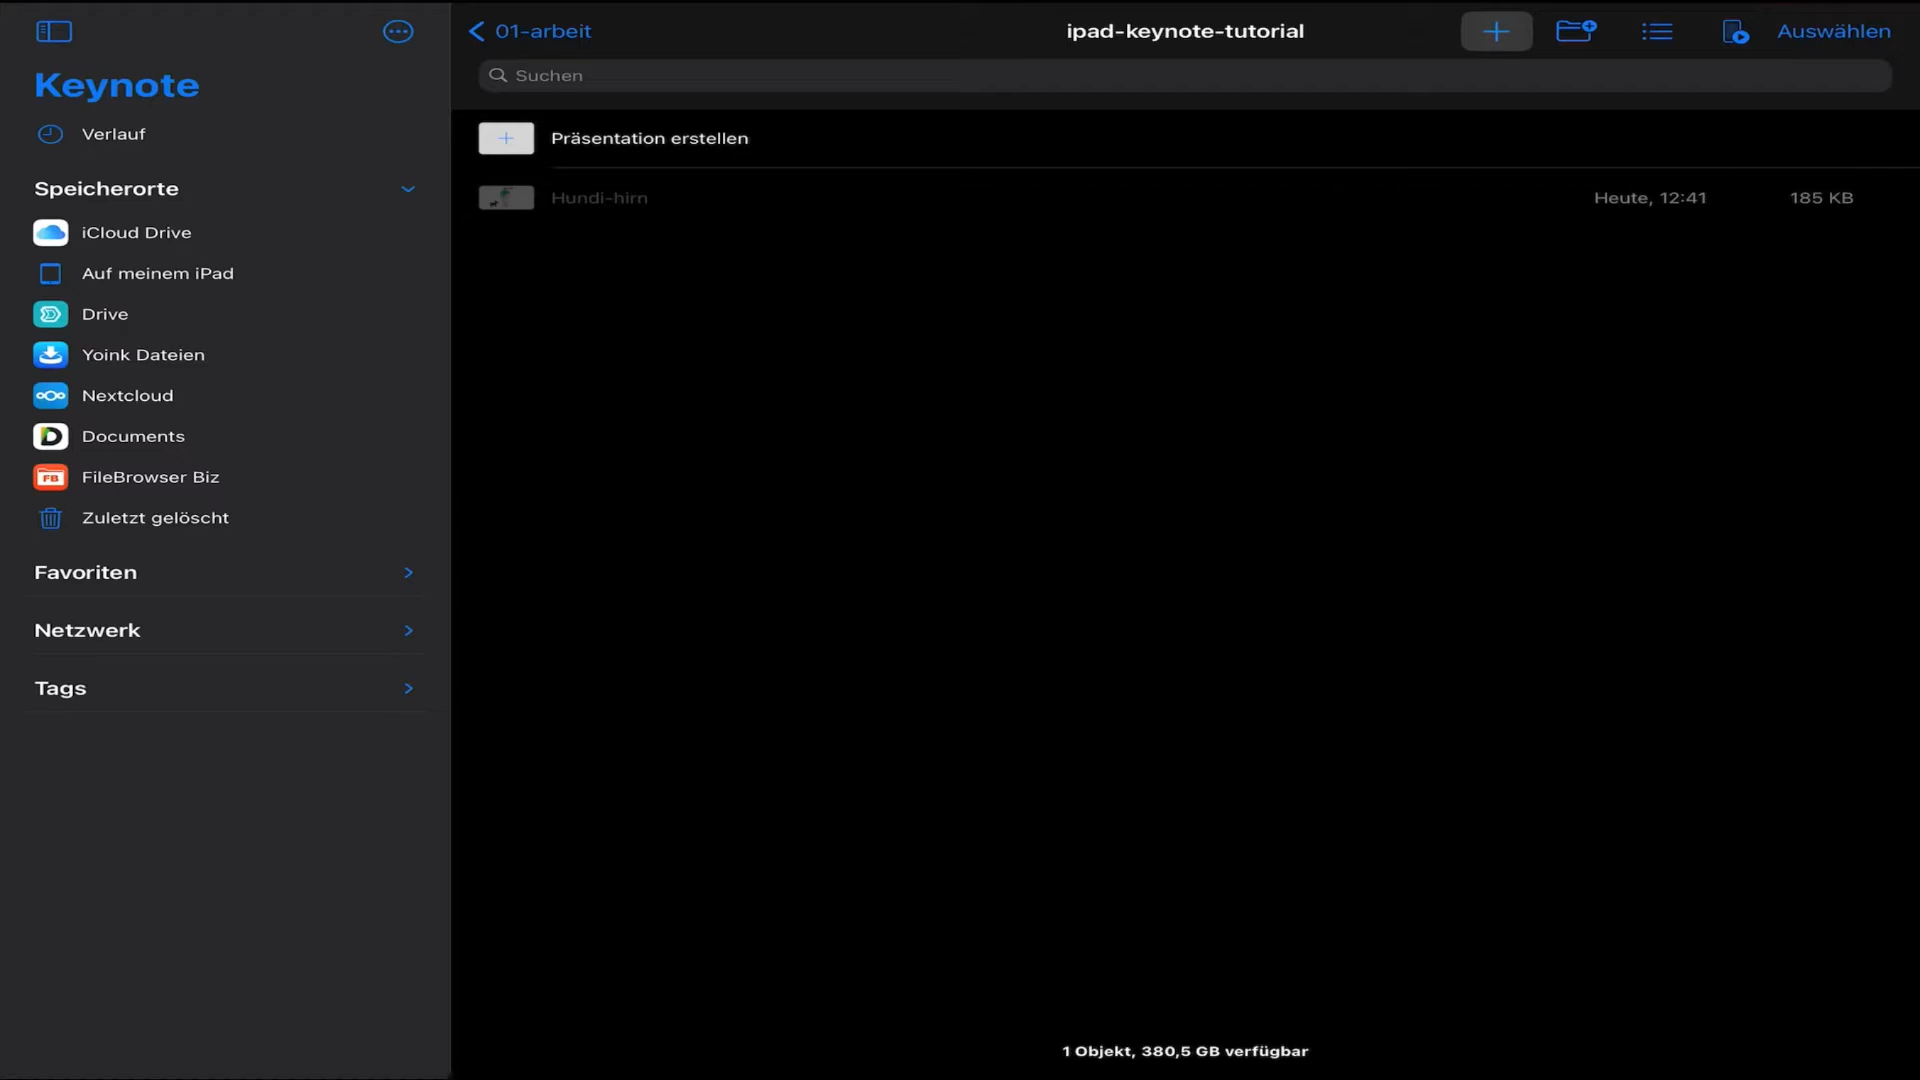 Keynote
Verlauf
Speicherorte
iCloud Drive
Auf meinem iPad
Drive
Yoink Dateien
Nextcloud
Documents
FB
FileBrowser Biz
Zuletzt gelöscht
Favoriten
Netzwerk
Tags
01-arbeit
ipad-keynote-tutorial
Auswählen
Suchen
Präsentation erstellen
Hundi-hirn
Heute, 12:41
185 KB
1 Objekt, 380,5 GB verfügbar